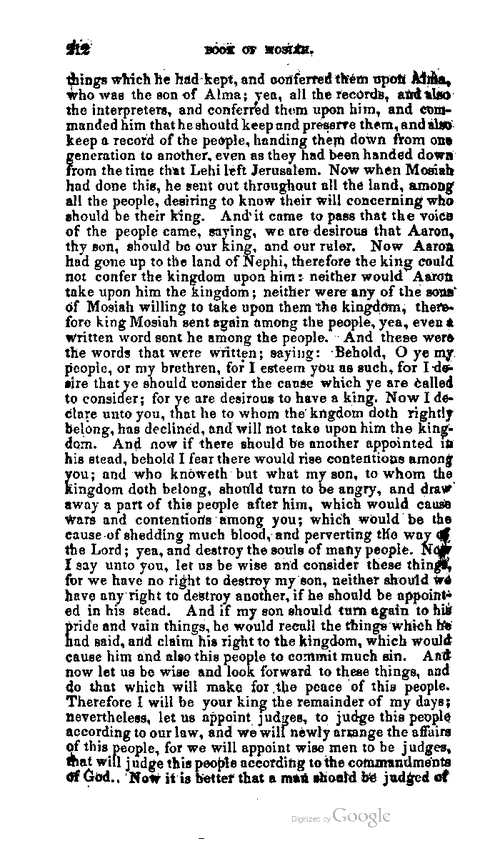 212 BOOK OF MOSIAH.
things which he had kept, and conferred them upon Alma,
who was the son of Alma; yea, all the records, and also
the interpreters, and conferred them upon him, and com-
manded him that he should keep and preserve them, and also
keep a record of the people, handing them down from one
generation to another, even as they had been handed down
from the time that Lehi left Jerusalem. Now when Mosiah
had done this, he sent out throughout all the land, among
all the people, desiring to know their will concerning who
should be their king. And it came to pass that the voice
of the people came, saying, we are desirous that Aaron,
thy son, should be our king, and our ruler. Now Aaron
had gone up to the land of Nephi, therefore the king could
not confer the kingdom upon him: neither would Aaron
take upon him the kingdom; neither were any of the sons
of Mosiah willing to take upon them the kingdom, there-
fore king Mosiah sent again among the people, yea, even a
written word sent he among the people. And these were
the words that were written; saying: Behold, O ye my
people, or my brethren, for I esteem you as such, for I de-
sire that ye should consider the cause which ye are called
to consider; for ye are desirous to have a king. Now I de-
clare unto you, that he to whom the kngdom doth rightly
belong, has declined, and will not take upon him the king-
dom. And now if there should be another appointed in
his stead, behold I fear there would rise contentions among
you; and who knoweth but what my son, to whom the
kingdom doth belong, should turn to be angry, and draw
away a part of this people after him, which would cause
wars and contentions among you; which would be the
cause of shedding much blood, and perverting the way of
the Lord; yea, and destroy the souls of many people. Now
I say unto you, let us be wise and consider these things,
for we have no right to destroy my son, neither should we
have any right to destroy another, if he should be appoint-
ed in his stead. And if my son should turn again to his
pride and vain things, he would recall the things which he
had said, and claim his right to the kingdom, which would
cause him and also this people to commit much sin. And
now let us be wise and look forward to these things, and
do that which will make for the peace of this people.
Therefore I will be your king the remainder of my days;
nevertheless, let us appoint judges, to judge this people
according to our law, and we will newly arrange the affairs
of this people, for we will appoint wise men to be judges,
that will judge this people according to the commandments
of God. Now it is better that a man should be judged of
Digitized by Google